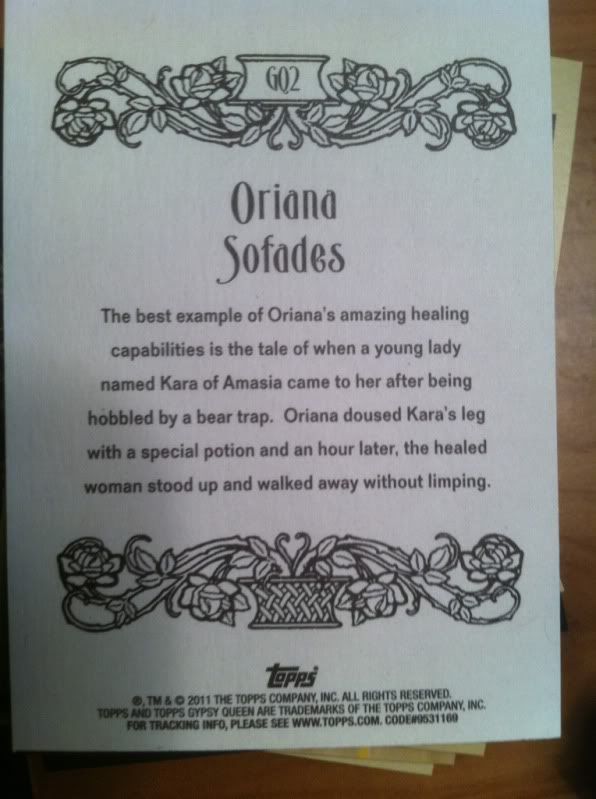 GQ2
Oriana
Sofades
The best example of Oriana's amazing healing
capabilities is the tale of when a young lady
named Kara of Amasia came to her after being
hobbled by a bear trap.  Oriana doused Kara's leg
with a special potion and an hour later, the healed
woman stood up and walked away without limping.
topps
®, TM & © 2011 THE TOPPS COMPANY, INC. ALL RIGHTS RESERVED.
TOPPS AND TOPPS GYPSY QUEEN ARE TRADEMARKS OF THE TOPPS COMPANY, INC.
FOR TRACKING INFO, PLEASE SEE WWW.TOPPS.COM. CODE#9531169